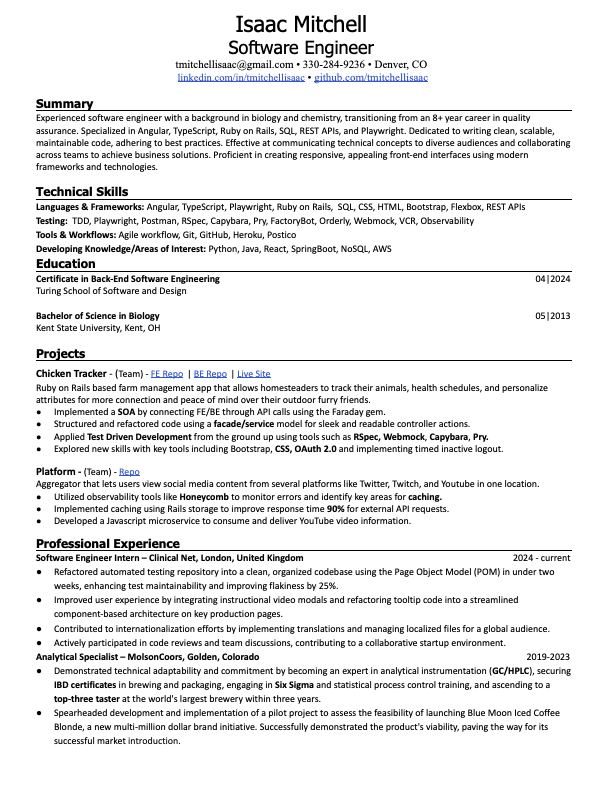 Isaac Mitchell
Software Engineer
tmitchellisaac@gmail.com • 330-284-9236 • Denver, CO
linkedin.com/in/tmitchellisaac • github.com/tmitchellisaac
Summary
Experienced software engineer with a background in biology and chemistry, transitioning from an 8+ year career in quality
assurance. Specialized in Angular, TypeScript, Ruby on Rails, SQL, REST APIs, and Playwright. Dedicated to writing clean, scalable,
maintainable code, adhering to best practices. Effective at communicating technical concepts to diverse audiences and collaborating
across teams to achieve business solutions. Proficient in creating responsive, appealing front-end interfaces using modern
frameworks and technologies.
Technical Skills
Languages & Frameworks: Angular, TypeScript, Playwright, Ruby on Rails, SQL, CSS, HTML, Bootstrap, Flexbox, REST APIs
Testing: TDD, Playwright, Postman, RSpec, Capybara, Pry, FactoryBot, Orderly, Webmock, VCR, Observability
Tools & Workflows: Agile workflow, Git, GitHub, Heroku, Postico
Developing Knowledge/Areas of Interest: Python, Java, React, SpringBoot, NoSQL, AWS
Education
Certificate in Back-End Software Engineering 04|2024
Turing School of Software and Design
Bachelor of Science in Biology 05|2013
Kent State University, Kent, OH
Projects
Chicken Tracker - (Team) - FE Repo | BE Repo | Live Site
Ruby on Rails based farm management app that allows homesteaders to track their animals, health schedules, and personalize
attributes for more connection and peace of mind over their outdoor furry friends.
● Implemented a SOA by connecting FE/BE through API calls using the Faraday gem.
● Structured and refactored code using a facade/service model for sleek and readable controller actions.
● Applied Test Driven Development from the ground up using tools such as RSpec, Webmock, Capybara, Pry.
● Explored new skills with key tools including Bootstrap, CSS, OAuth 2.0 and implementing timed inactive logout.
Platform - (Team) - Repo
Aggregator that lets users view social media content from several platforms like Twitter, Twitch, and Youtube in one location.
● Utilized observability tools like Honeycomb to monitor errors and identify key areas for caching.
● Implemented caching using Rails storage to improve response time 90% for external API requests.
● Developed a Javascript microservice to consume and deliver YouTube video information.
Professional Experience
Software Engineer Intern – Clinical Net, London, United Kingdom 2024 - current
● Refactored automated testing repository into a clean, organized codebase using the Page Object Model (POM) in under two
weeks, enhancing test maintainability and improving flakiness by 25%.
● Improved user experience by integrating instructional video modals and refactoring tooltip code into a streamlined
component-based architecture on key production pages.
● Contributed to internationalization efforts by implementing translations and managing localized files for a global audience.
● Actively participated in code reviews and team discussions, contributing to a collaborative startup environment.
Analytical Specialist – MolsonCoors, Golden, Colorado 2019-2023
● Demonstrated technical adaptability and commitment by becoming an expert in analytical instrumentation (GC/HPLC), securing
IBD certificates in brewing and packaging, engaging in Six Sigma and statistical process control training, and ascending to a
top-three taster at the world's largest brewery within three years.
● Spearheaded development and implementation of a pilot project to assess the feasibility of launching Blue Moon Iced Coffee
Blonde, a new multi-million dollar brand initiative. Successfully demonstrated the product's viability, paving the way for its
successful market introduction.